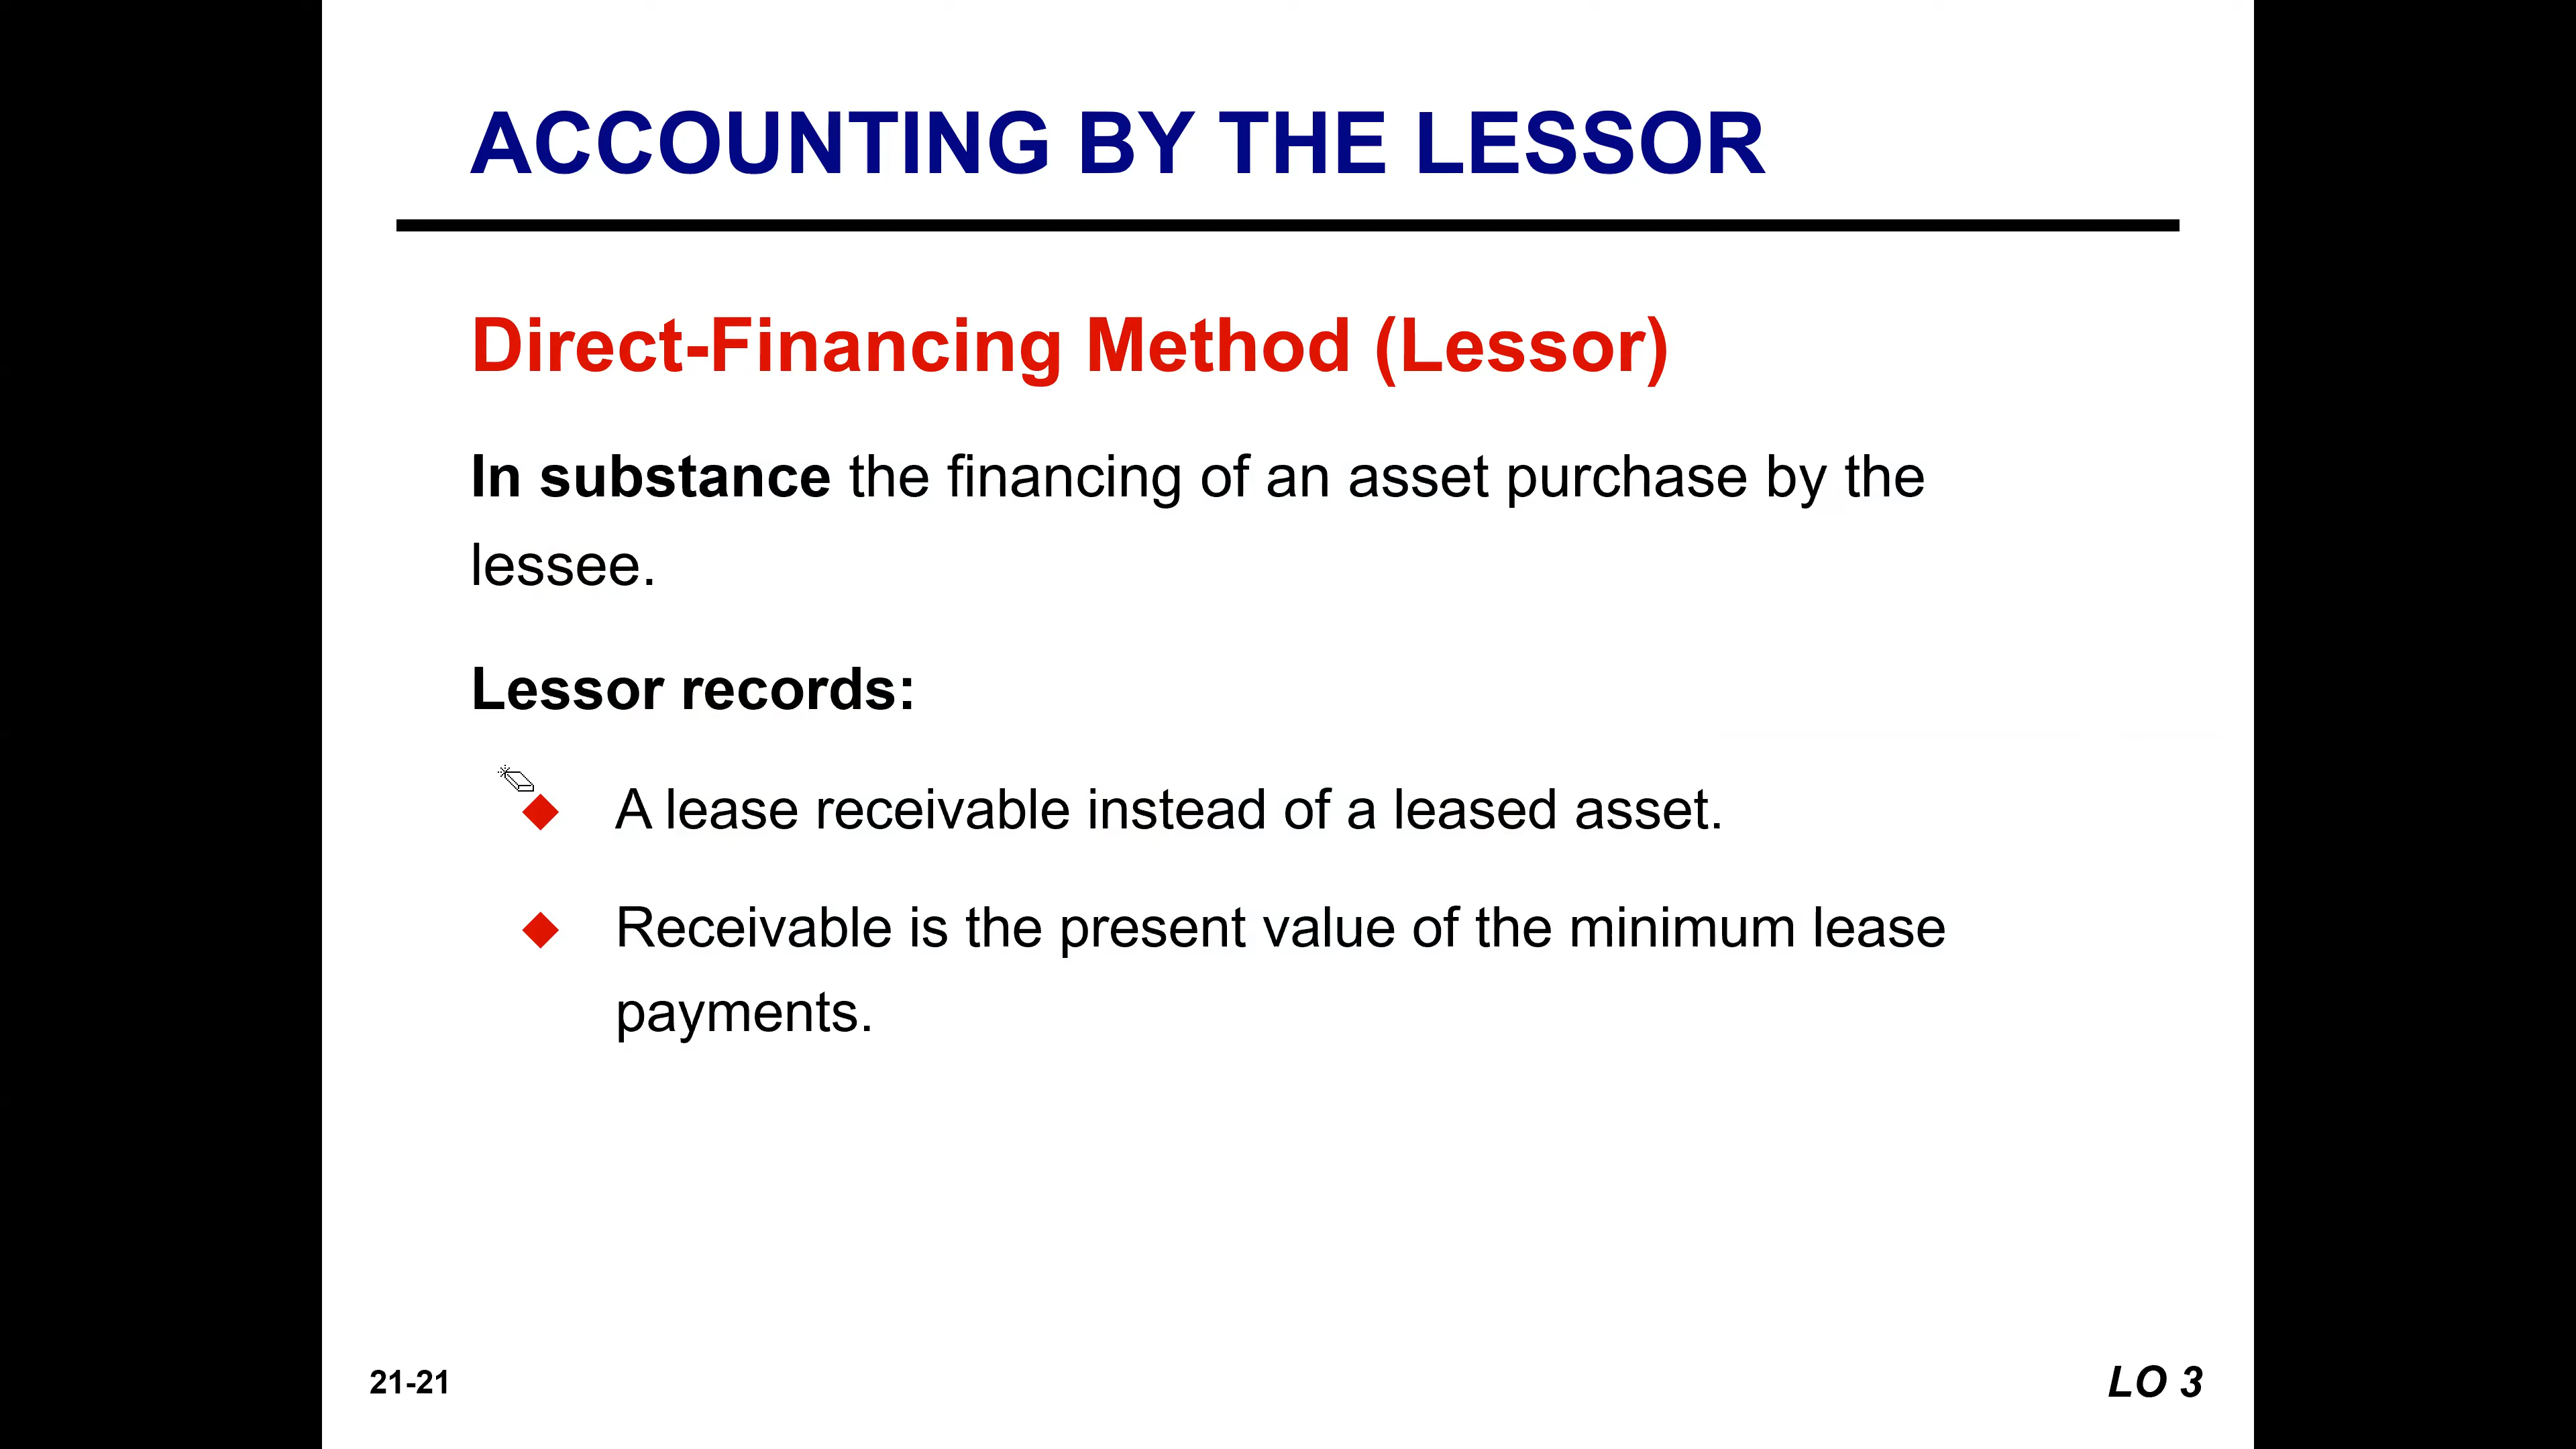 ACCOUNTING BY THE LESSOR
Direct-Financing Method (Lessor)
In substance the financing of an asset purchase by the
lessee.
Lessor records:
A lease receivable instead of a leased asset.
Receivable is the present value of the minimum lease
payments.
21-21
LO 3